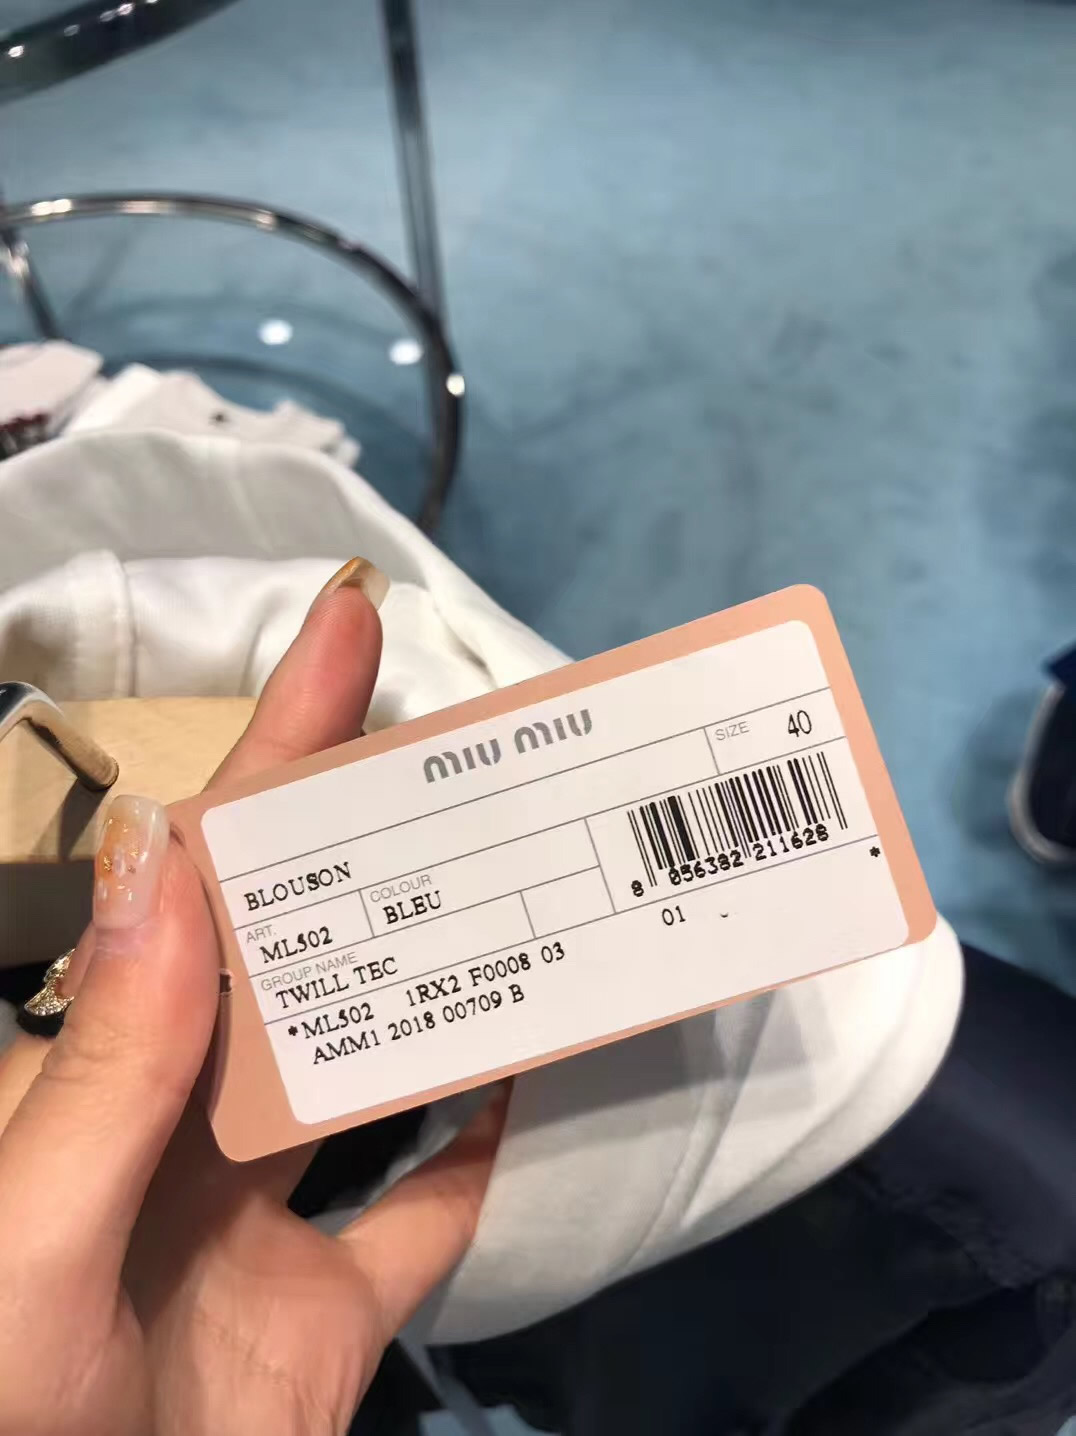 miu miu
SIZE 40
BLOUSON
8 056382 211628
ART. COLOUR
ML502 BLEU
GROUP NAME
TWILL TEC
01 *
*ML502 1RX2 F0008 03
AMM1 2018 00709 B